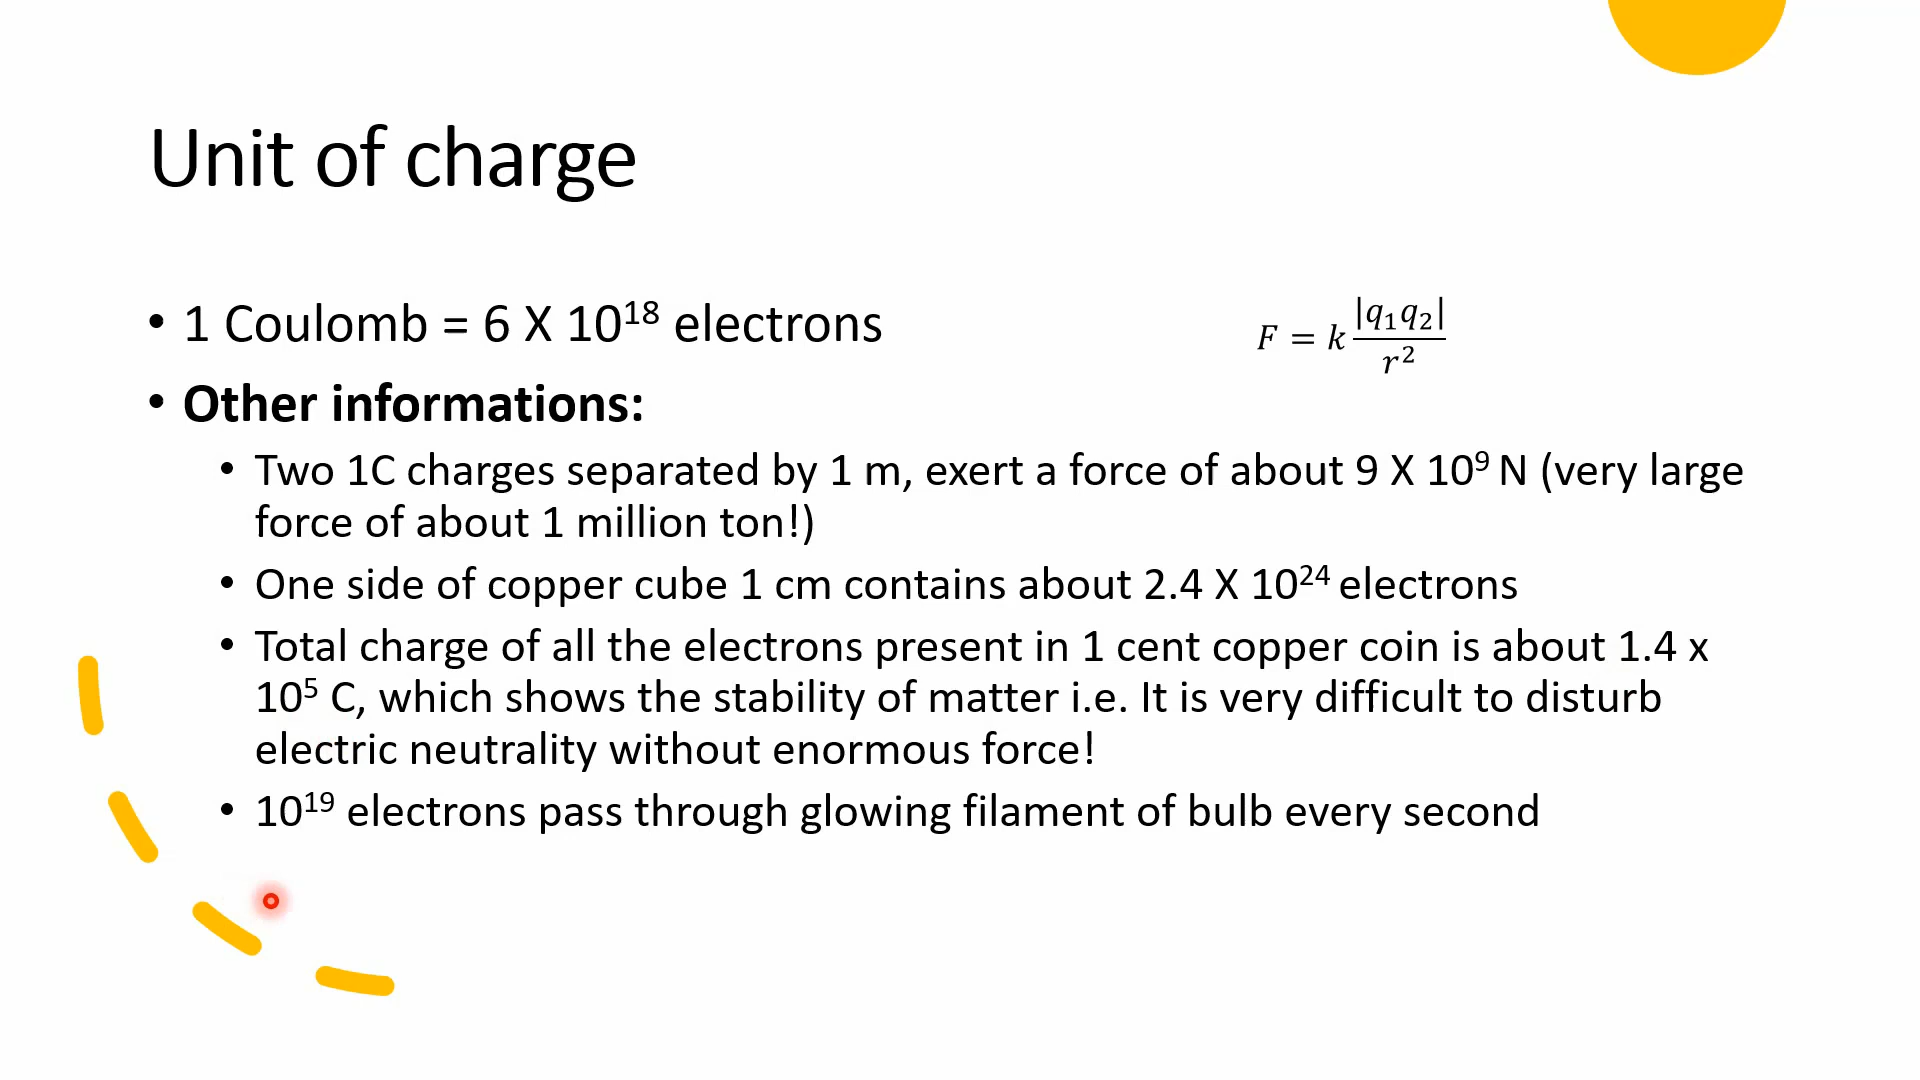 Unit of charge
• 1 Coulomb = 6 X 10¹⁸ electrons
F = k |q₁q₂| / r²
• Other informations:
• Two 1C charges separated by 1 m, exert a force of about 9 X 10⁹ N (very large
force of about 1 million ton!)
• One side of copper cube 1 cm contains about 2.4 X 10²⁴ electrons
• Total charge of all the electrons present in 1 cent copper coin is about 1.4 x
10⁵ C, which shows the stability of matter i.e. It is very difficult to disturb
electric neutrality without enormous force!
• 10¹⁹ electrons pass through glowing filament of bulb every second